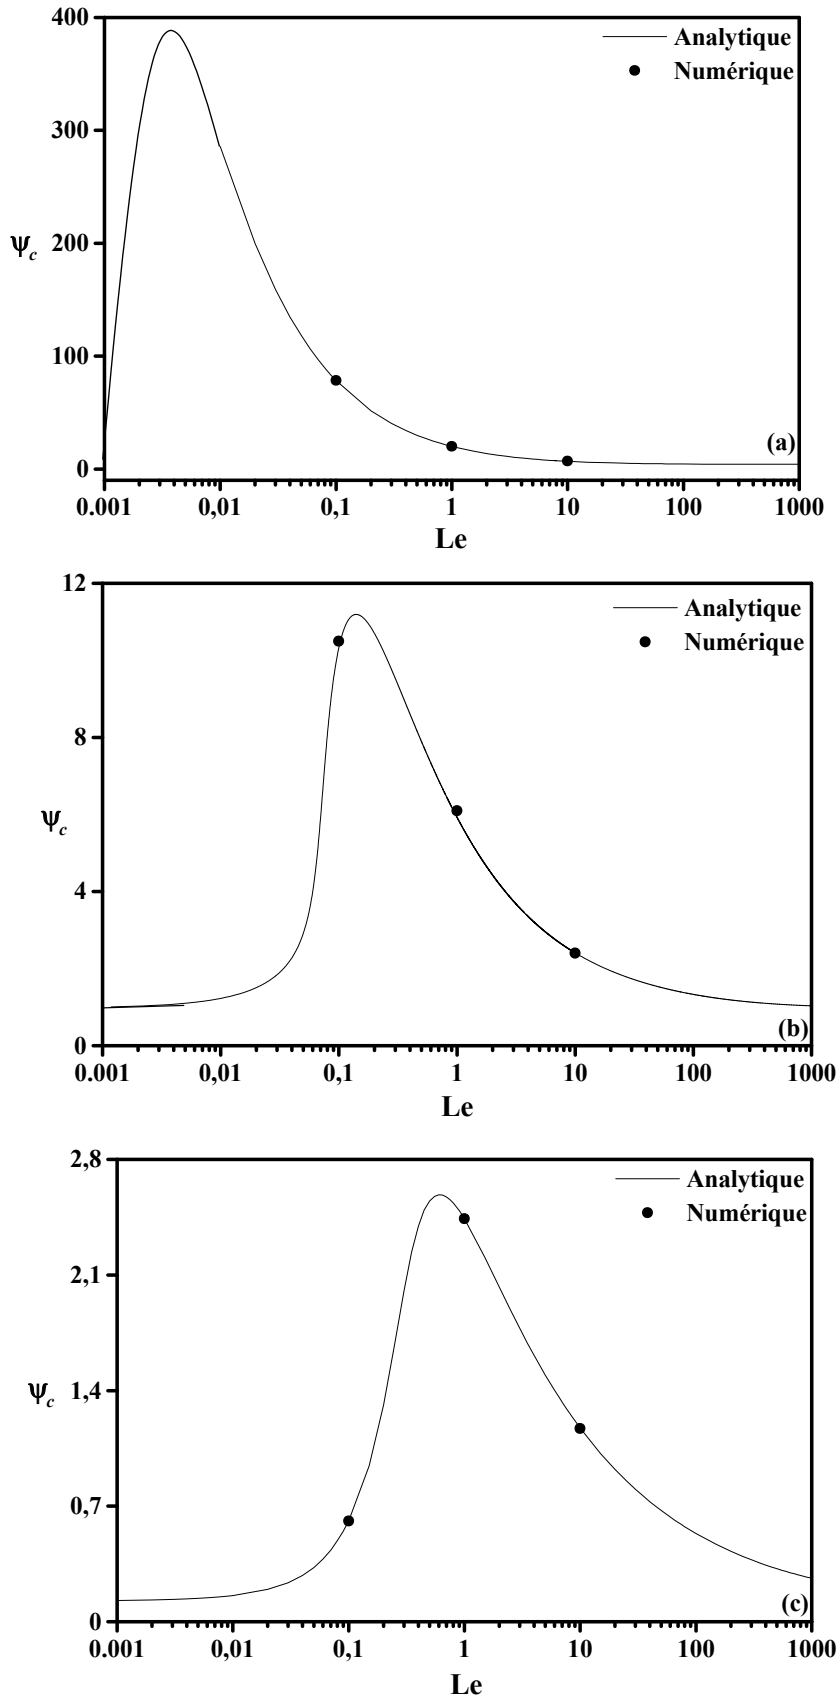 400
Analytique
Numérique
300
ψc 200
100
(a)
0
0.001 0,01 0,1 1 10 100 1000
Le
12
Analytique
Numérique
8
ψc
4
(b)
0
0.001 0,01 0,1 1 10 100 1000
Le
2,8
Analytique
Numérique
2,1
ψc 1,4
0,7
(c)
0
0.001 0,01 0,1 1 10 100 1000
Le